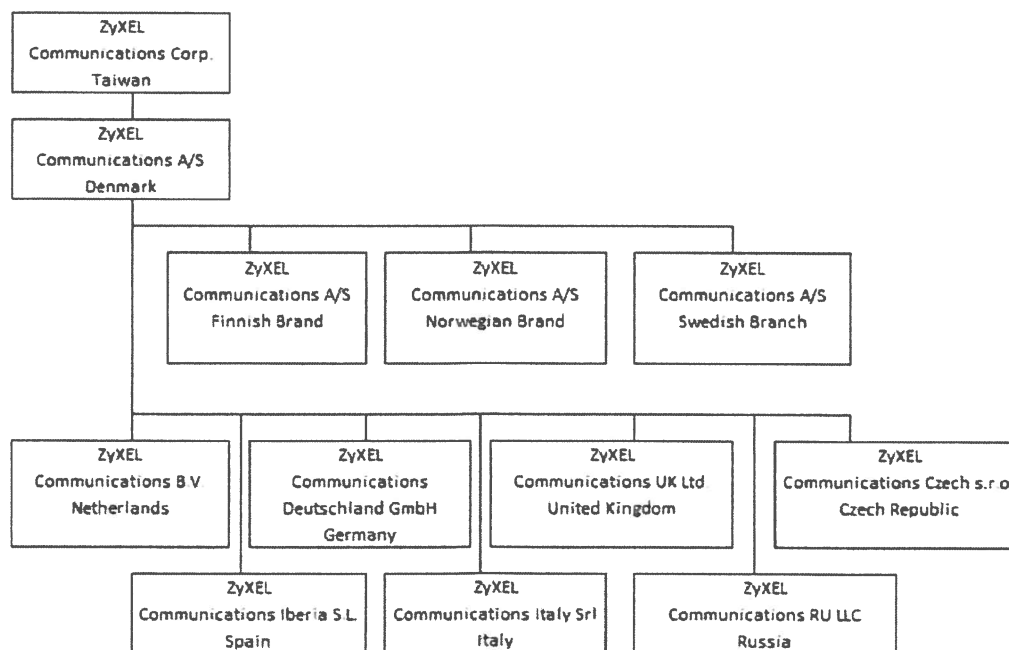 ZyXEL
Communications Corp.
Taiwan
ZyXEL
Communications A/S
Denmark
ZyXEL
Communications A/S
Finnish Brand
ZyXEL
Communications A/S
Norwegian Brand
ZyXEL
Communications A/S
Swedish Branch
ZyXEL
Communications B.V.
Netherlands
ZyXEL
Communications
Deutschland GmbH
Germany
ZyXEL
Communications UK Ltd
United Kingdom
ZyXEL
Communications Czech s.r.o
Czech Republic
ZyXEL
Communications Iberia S.L.
Spain
ZyXEL
Communications Italy Srl
Italy
ZyXEL
Communications RU LLC
Russia